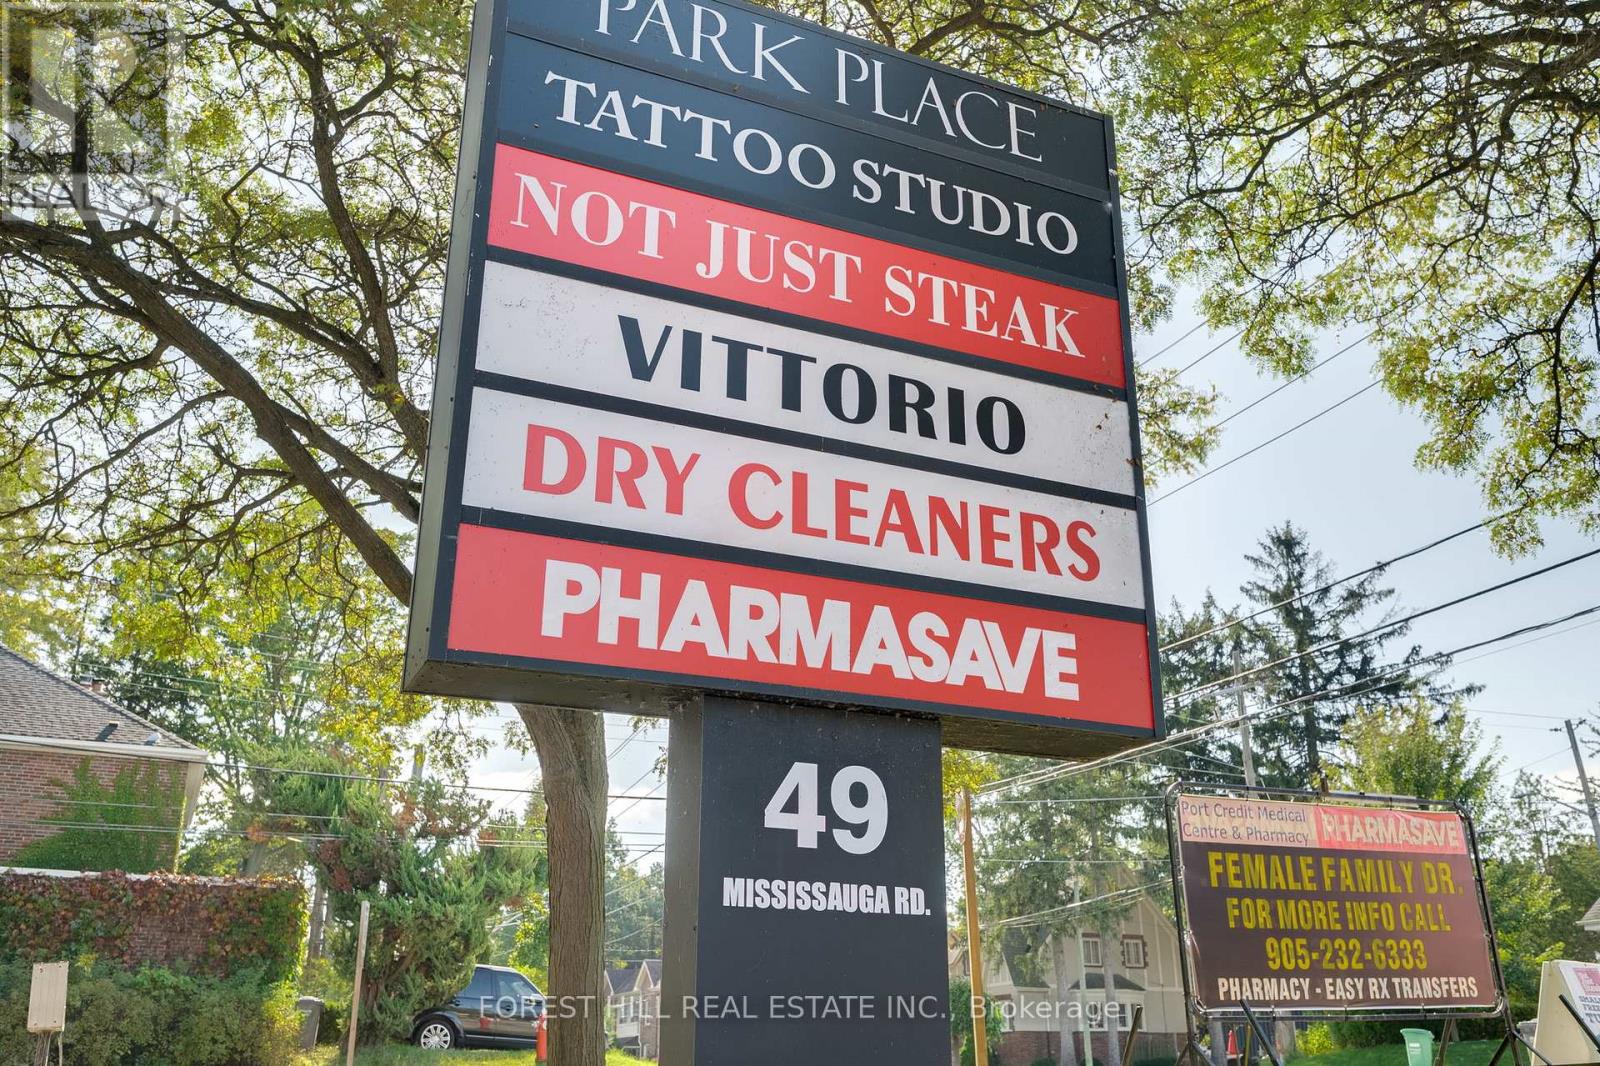 PARK PLACE
TATTOO STUDIO
NOT JUST STEAK
VITTORIO
DRY CLEANERS
PHARMASAVE
49
MISSISSAUGA RD.
Port Credit Medical
Centre & Pharmacy
PHARMASAVE
FEMALE FAMILY DR.
FOR MORE INFO CALL
905-232-6333
PHARMACY - EASY RX TRANSFERS
REALTOR
FOREST HILL REAL ESTATE INC., Brokerage